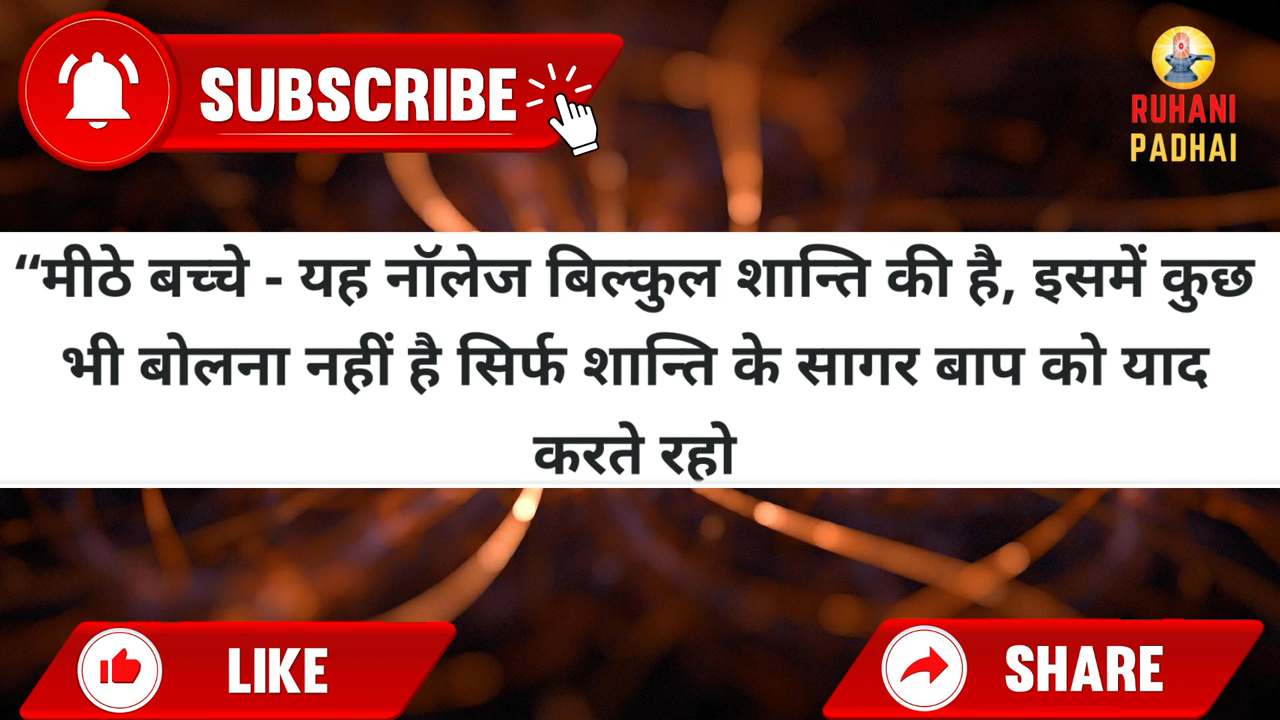 SUBSCRIBE
RUHANI
PADHAI
“मीठे बच्चे - यह नॉलेज बिल्कुल शान्ति की है, इसमें कुछ
भी बोलना नहीं है सिर्फ शान्ति के सागर बाप को याद
करते रहो
LIKE
SHARE